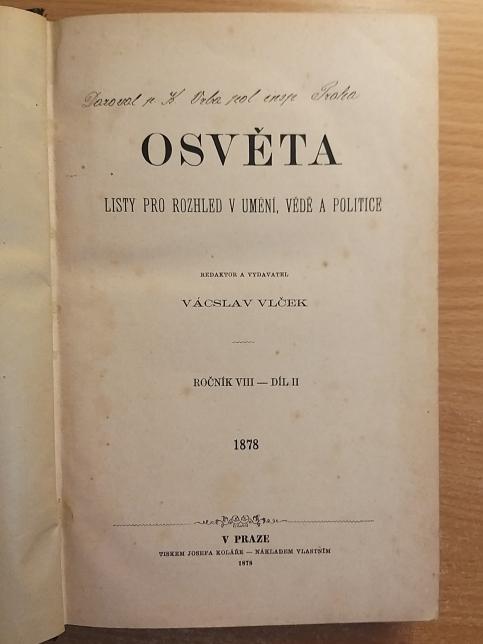 Daroval p. K. Vrba pol insp Praha
OSVĚTA
LISTY PRO ROZHLED V UMĚNÍ, VĚDĚ A POLITICE
REDAKTOR A VYDAVATEL
VÁCSLAV VLČEK
ROČNÍK VIII — DÍL II
1878
V PRAZE
TISKEM JOSEFA KOLÁŘE — NÁKLADEM VLASTNÍM
1878